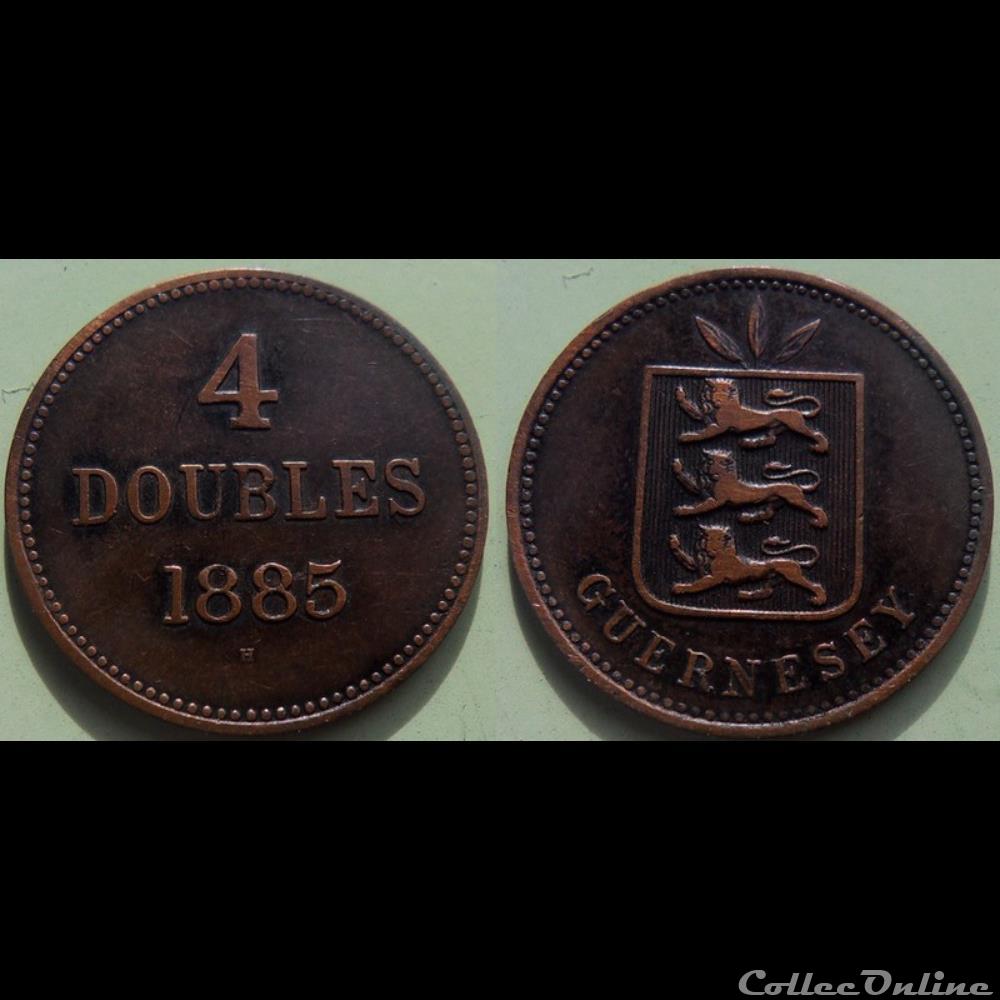 4
DOUBLES
1885
H
GUERNESEY
CollecOnline